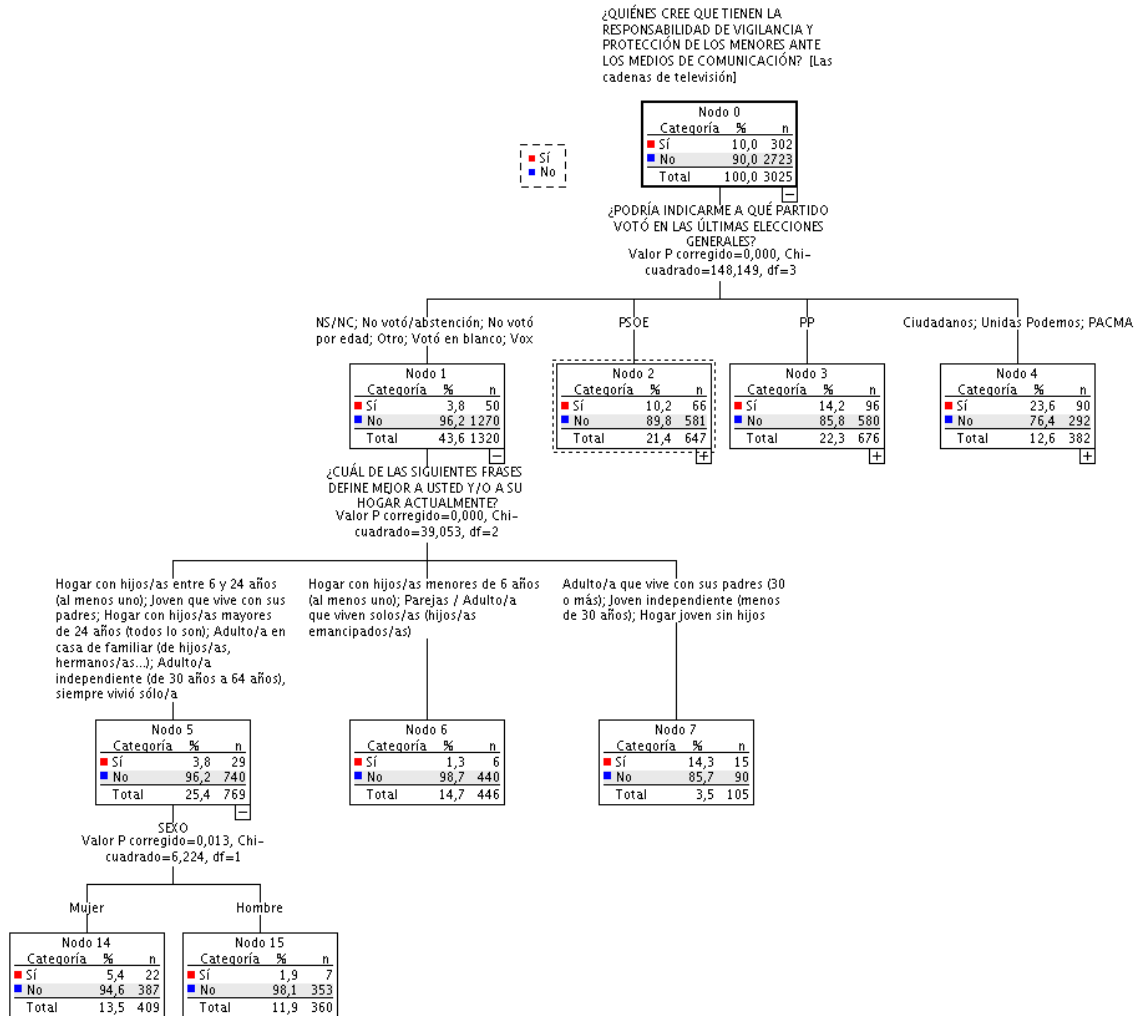 ¿QUIÉNES CREE QUE TIENEN LA
RESPONSABILIDAD DE VIGILANCIA Y
PROTECCIÓN DE LOS MENORES ANTE
LOS MEDIOS DE COMUNICACIÓN? [Las
cadenas de televisión]
Nodo 0
Categoría % n
Sí 10,0 302
No 90,0 2723
Total 100,0 3025
Sí
No
¿PODRÍA INDICARME A QUÉ PARTIDO
VOTÓ EN LAS ÚLTIMAS ELECCIONES
GENERALES?
Valor P corregido=0,000, Chi-
cuadrado=148,149, df=3
NS/NC; No votó/abstención; No votó
por edad; Otro; Votó en blanco; Vox
Nodo 1
Categoría % n
Sí 3,8 50
No 96,2 1270
Total 43,6 1320
PSOE
Nodo 2
Categoría % n
Sí 10,2 66
No 89,8 581
Total 21,4 647
PP
Nodo 3
Categoría % n
Sí 14,2 96
No 85,8 580
Total 22,3 676
Ciudadanos; Unidas Podemos; PACMA
Nodo 4
Categoría % n
Sí 23,6 90
No 76,4 292
Total 12,6 382
¿CUÁL DE LAS SIGUIENTES FRASES
DEFINE MEJOR A USTED Y/O A SU
HOGAR ACTUALMENTE?
Valor P corregido=0,000, Chi-
cuadrado=39,053, df=2
Hogar con hijos/as entre 6 y 24 años
(al menos uno); Joven que vive con sus
padres; Hogar con hijos/as mayores
de 24 años (todos lo son); Adulto/a en
casa de familiar (de hijos/as,
hermanos/as...); Adulto/a
independiente (de 30 años a 64 años),
siempre vivió sólo/a
Nodo 5
Categoría % n
Sí 3,8 29
No 96,2 740
Total 25,4 769
Hogar con hijos/as menores de 6 años
(al menos uno); Parejas / Adulto/a
que viven solos/as (hijos/as
emancipados/as)
Nodo 6
Categoría % n
Sí 1,3 6
No 98,7 440
Total 14,7 446
Adulto/a que vive con sus padres (30
o más); Joven independiente (menos
de 30 años); Hogar joven sin hijos
Nodo 7
Categoría % n
Sí 14,3 15
No 85,7 90
Total 3,5 105
SEXO
Valor P corregido=0,013, Chi-
cuadrado=6,224, df=1
Mujer
Nodo 14
Categoría % n
Sí 5,4 22
No 94,6 387
Total 13,5 409
Hombre
Nodo 15
Categoría % n
Sí 1,9 7
No 98,1 353
Total 11,9 360